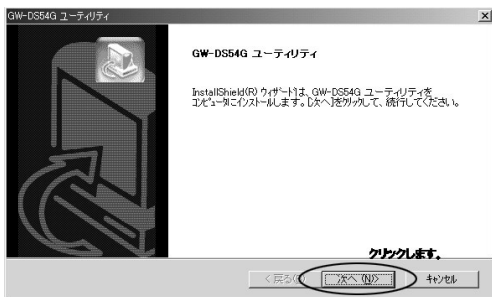 GW-DS54G ユーティリティ
GW-DS54G ユーティリティ
InstallShield(R) ウィザードは、GW-DS54G ユーティリティを
コンピュータにインストールします。[次へ]をクリックして、続行してください。
クリックします。
< 戻る(B)
次へ(N)>
キャンセル